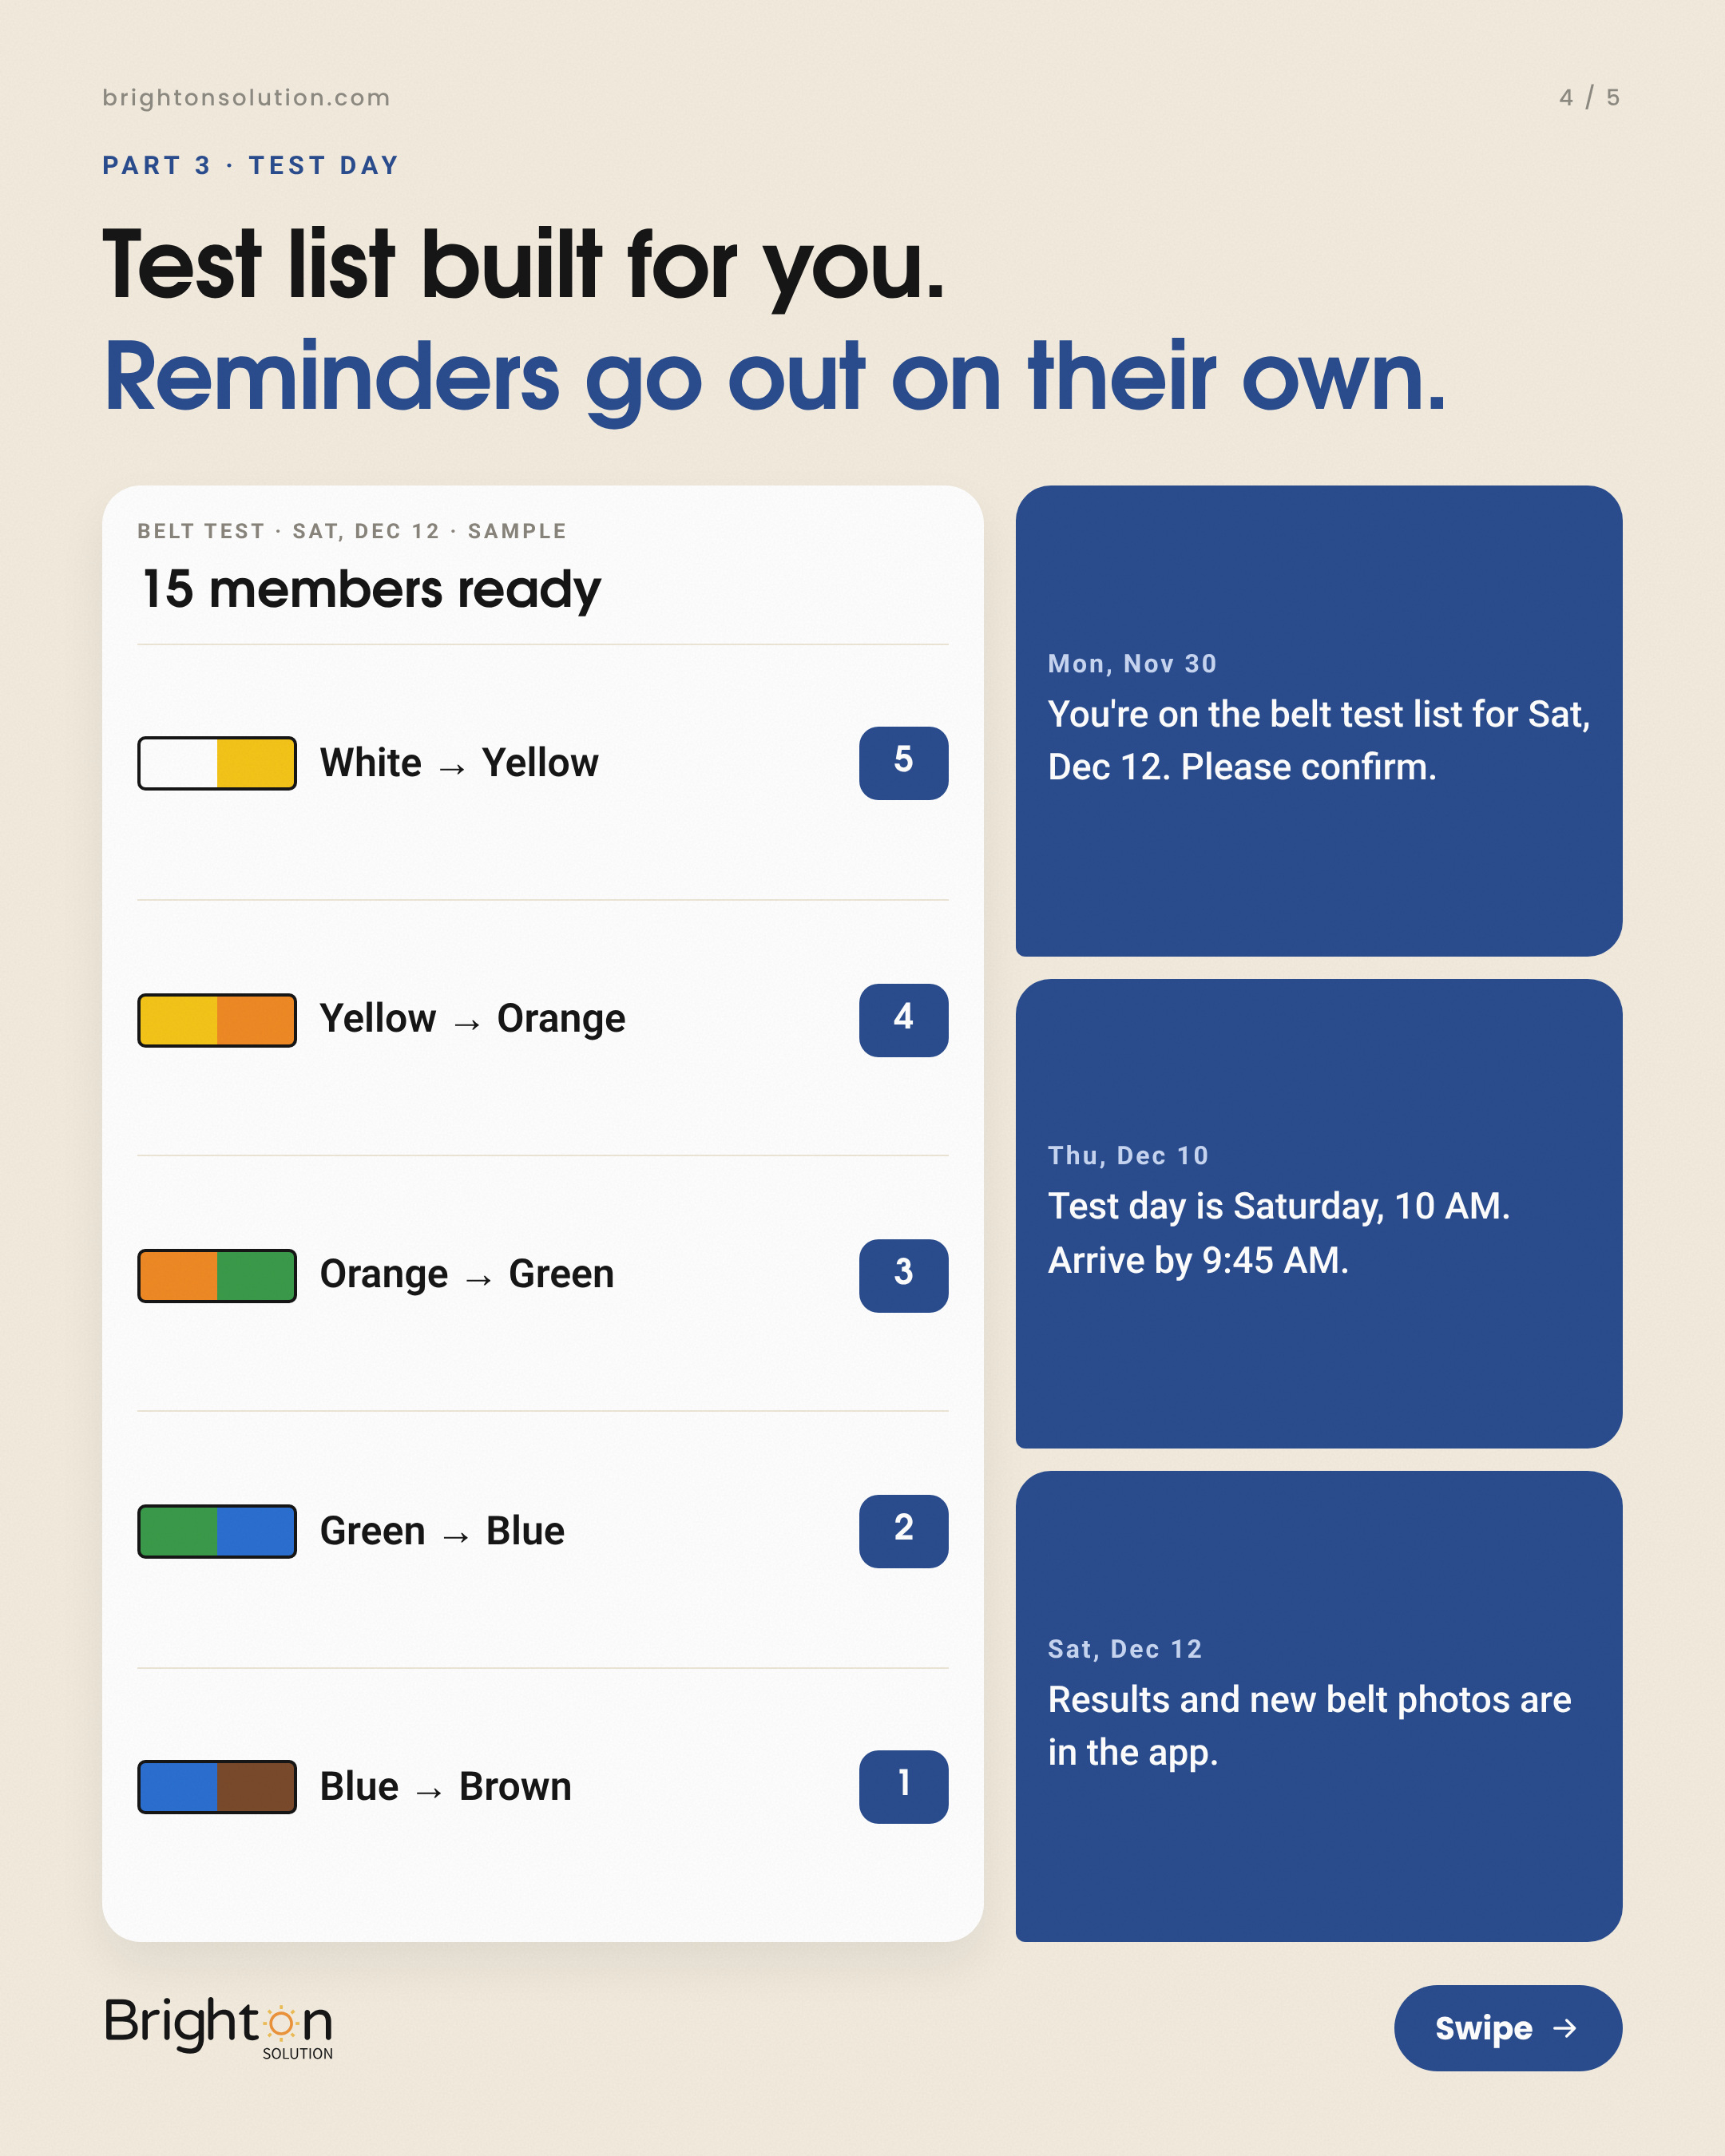 brightonsolution.com
4 / 5
PART 3 · TEST DAY
Test list built for you.
Reminders go out on their own.
BELT TEST · SAT, DEC 12 · SAMPLE
15 members ready
White → Yellow
5
Yellow → Orange
4
Orange → Green
3
Green → Blue
2
Blue → Brown
1
Mon, Nov 30
You're on the belt test list for Sat,
Dec 12. Please confirm.
Thu, Dec 10
Test day is Saturday, 10 AM.
Arrive by 9:45 AM.
Sat, Dec 12
Results and new belt photos are
in the app.
Brighton
SOLUTION
Swipe →